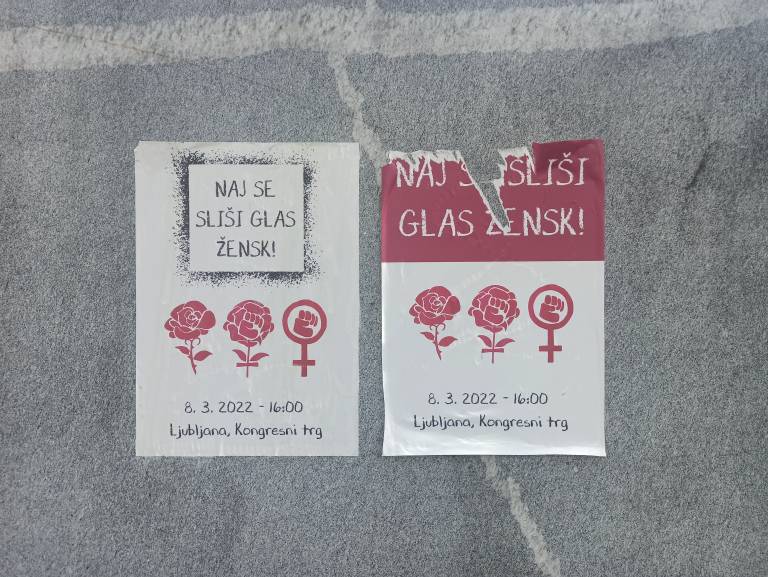 NAJ SE
SLIŠI GLAS
ŽENSK!
8. 3. 2022 - 16:00
Ljubljana, Kongresni trg
NAJ SLIŠI
GLAS ŽENSK!
8. 3. 2022 - 16:00
Ljubljana, Kongresni trg